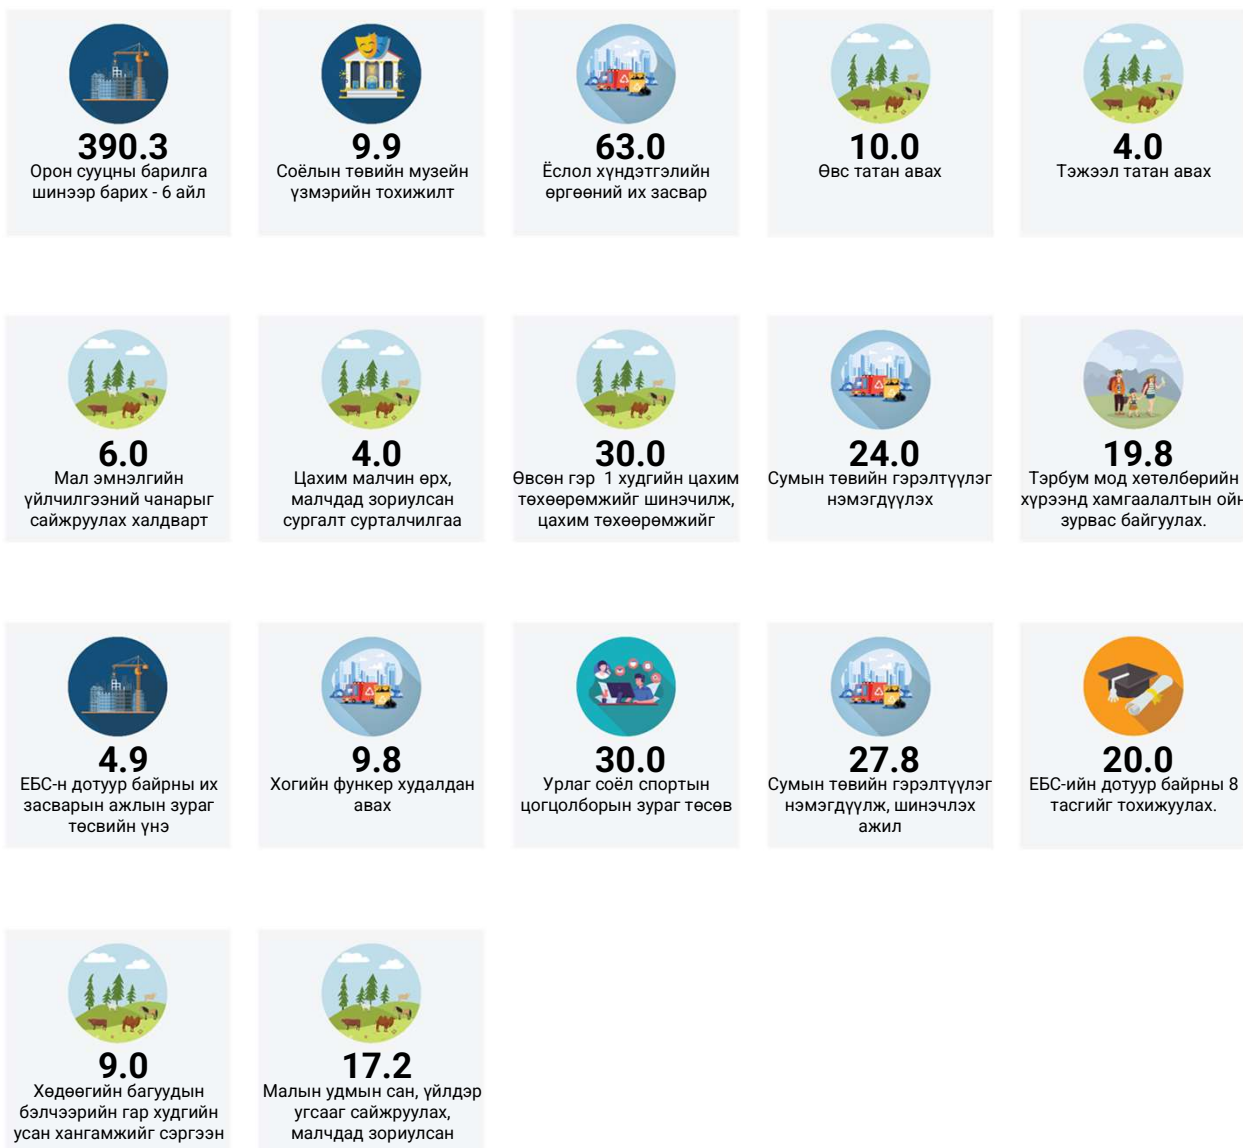 390.3
Орон сууцны барилга
шинээр барих - 6 айл
9.9
Соёлын төвийн музейн
үзмэрийн тохижилт
63.0
Ёслол хүндэтгэлийн
өргөөний их засвар
10.0
Өвс татан авах
4.0
Тэжээл татан авах
6.0
Мал эмнэлгийн
үйлчилгээний чанарыг
сайжруулах халдварт
4.0
Цахим малчин өрх,
малчдад зориулсан
сургалт сурталчилгаа
30.0
Өвсөн гэр 1 худгийн цахим
төхөөрөмжийг шинэчилж,
цахим төхөөрөмжийг
24.0
Сумын төвийн гэрэлтүүлэг
нэмэгдүүлэх
19.8
Тэрбум мод хөтөлбөрийн
хүрээнд хамгаалалтын ойн
зурвас байгуулах.
4.9
ЕБС-н дотуур байрны их
засварын ажлын зураг
төсвийн үнэ
9.8
Хогийн функер худалдан
авах
30.0
Урлаг соёл спортын
цогцолборын зураг төсөв
27.8
Сумын төвийн гэрэлтүүлэг
нэмэгдүүлж, шинэчлэх
ажил
20.0
ЕБС-ийн дотуур байрны 8
тасгийг тохижуулах.
9.0
Хөдөөгийн багуудын
бэлчээрийн гар худгийн
усан хангамжийг сэргээн
17.2
Малын удмын сан, үйлдэр
угсааг сайжруулах,
малчдад зориулсан